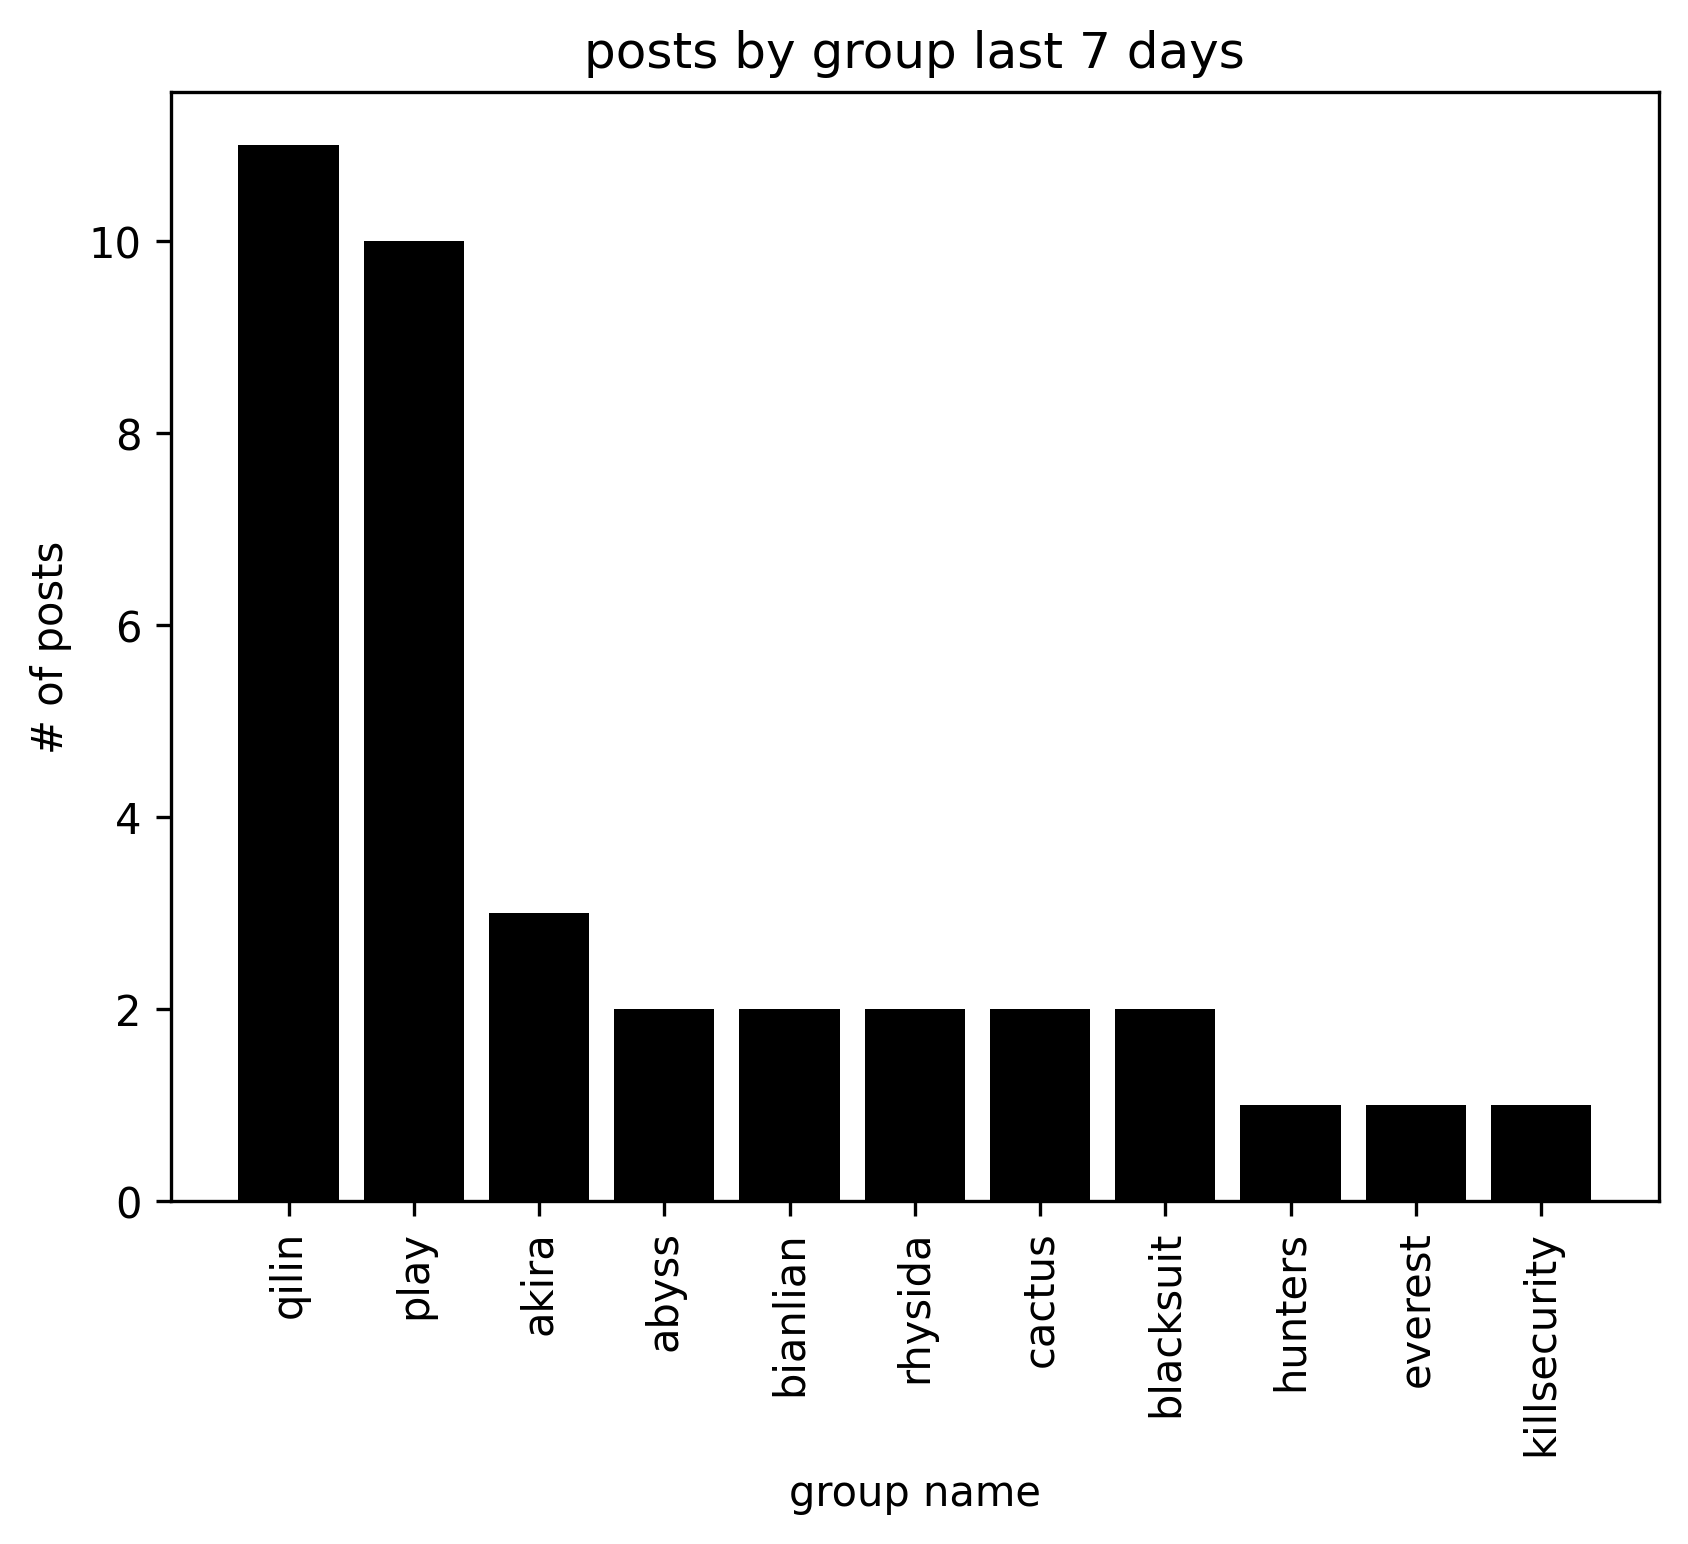 posts by group last 7 days
# of posts
10
8
6
4
2
0
qilin
play
akira
abyss
bianlian
rhysida
cactus
blacksuit
hunters
everest
killsecurity
group name